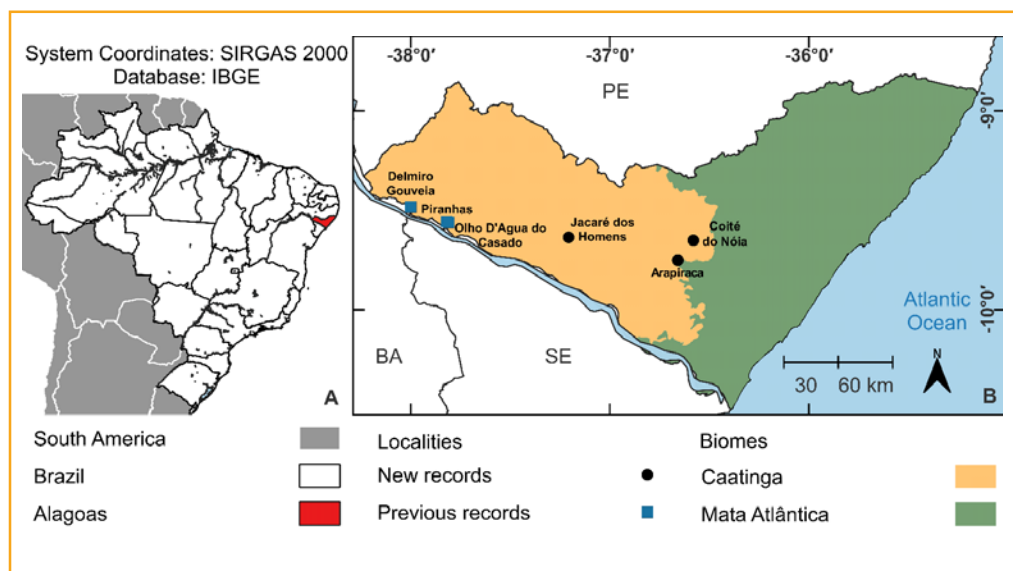 System Coordinates: SIRGAS 2000
Database: IBGE
A
-38°0'
-37°0'
-36°0'
PE
-9°0'
Delmiro
Gouveia
Piranhas
Olho D'Agua do
Casado
Jacaré dos
Homens
Coité
do Nóia
Arapiraca
-10°0'
Atlantic
Ocean
BA
SE
30 60 km
N
B
South America
Localities
Biomes
Brazil
New records
Caatinga
Alagoas
Previous records
Mata Atlântica